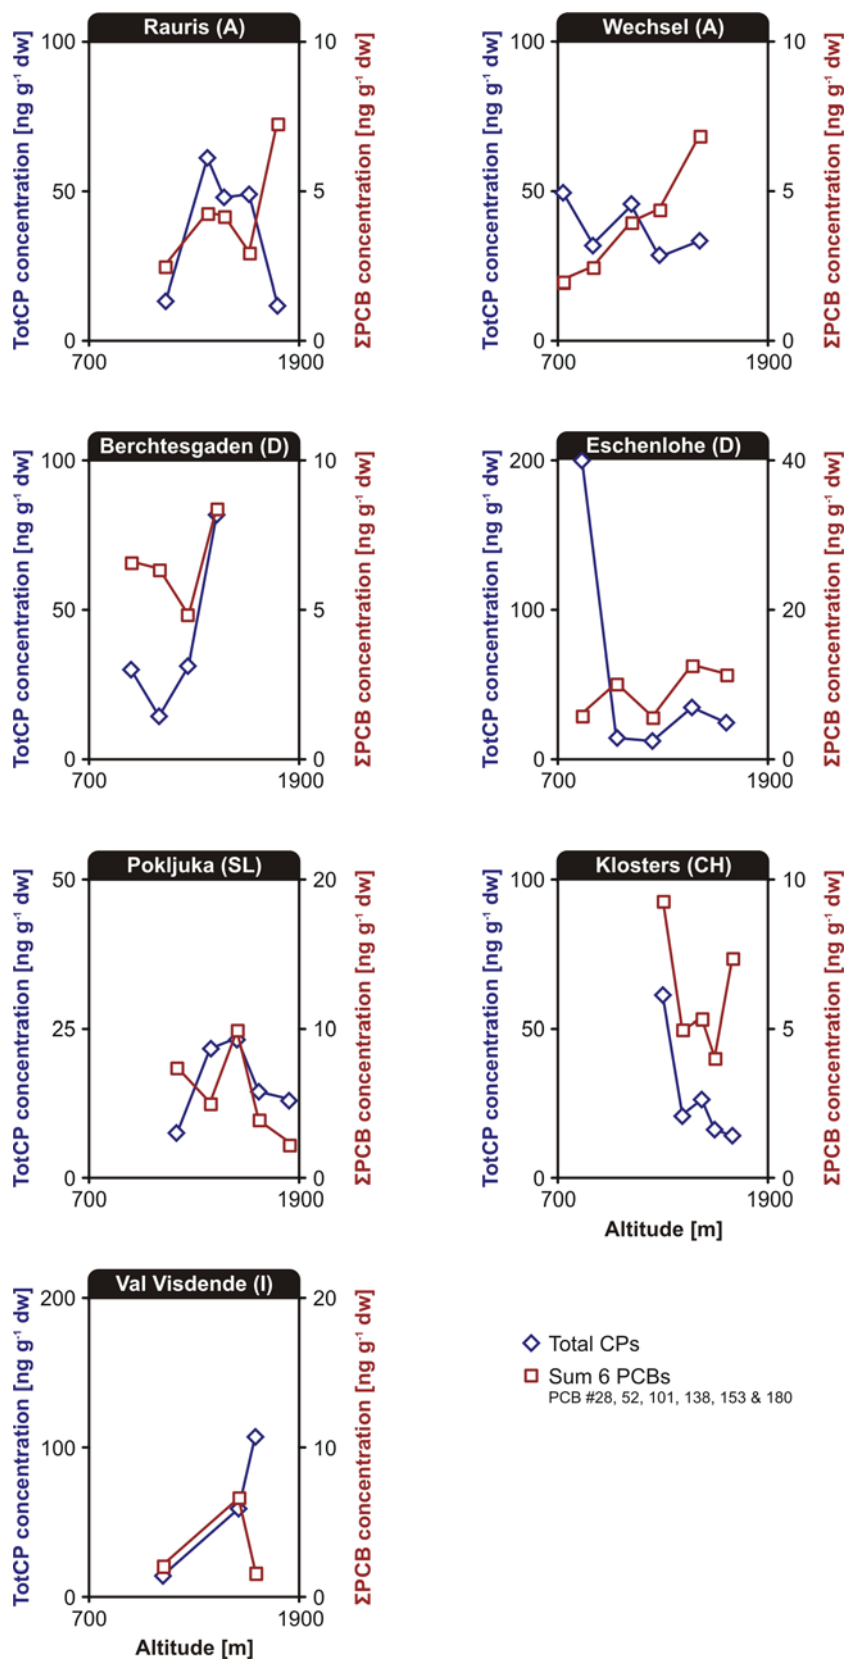 Rauris (A)
TotCP concentration [ng g⁻¹ dw]
100
50
0
10
5
0
ΣPCB concentration [ng g⁻¹ dw]
700
1900
Wechsel (A)
TotCP concentration [ng g⁻¹ dw]
100
50
0
10
5
0
ΣPCB concentration [ng g⁻¹ dw]
700
1900
Berchtesgaden (D)
TotCP concentration [ng g⁻¹ dw]
100
50
0
10
5
0
ΣPCB concentration [ng g⁻¹ dw]
700
1900
Eschenlohe (D)
TotCP concentration [ng g⁻¹ dw]
200
100
0
40
20
0
ΣPCB concentration [ng g⁻¹ dw]
700
1900
Pokljuka (SL)
TotCP concentration [ng g⁻¹ dw]
50
25
0
20
10
0
ΣPCB concentration [ng g⁻¹ dw]
700
1900
Klosters (CH)
TotCP concentration [ng g⁻¹ dw]
100
50
0
10
5
0
ΣPCB concentration [ng g⁻¹ dw]
700
1900
Altitude [m]
Val Visdende (I)
TotCP concentration [ng g⁻¹ dw]
200
100
0
20
10
0
ΣPCB concentration [ng g⁻¹ dw]
700
1900
Altitude [m]
Total CPs
Sum 6 PCBs
PCB #28, 52, 101, 138, 153 & 180